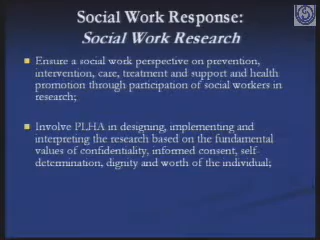 Social Work Response:
Social Work Research
Ensure a social work perspective on prevention,
intervention, care, treatment and support and health
promotion through participation of social workers in
research;
Involve PLHA in designing, implementing and
interpreting the research based on the fundamental
values of confidentiality, informed consent, self-
determination, dignity and worth of the individual;